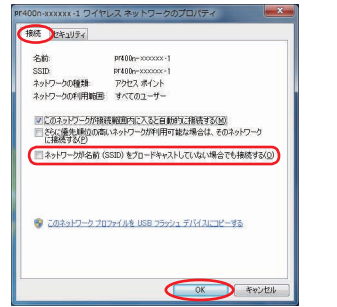 pr400n-xxxxxx-1 ワイヤレス ネットワークのプロパティ
接続 セキュリティ
名前: pr400n-xxxxxx-1
SSID: pr400n-xxxxxx-1
ネットワークの種類: アクセス ポイント
ネットワークの利用範囲: すべてのユーザー
このネットワークが接続範囲内に入ると自動的に接続する(M)
さらに優先順位の高いネットワークが利用可能な場合は、そのネットワーク
に接続する(P)
ネットワークが名前 (SSID) をブロードキャストしていない場合でも接続する(O)
このネットワーク プロファイルを USB フラッシュ デバイスにコピーする
OK キャンセル